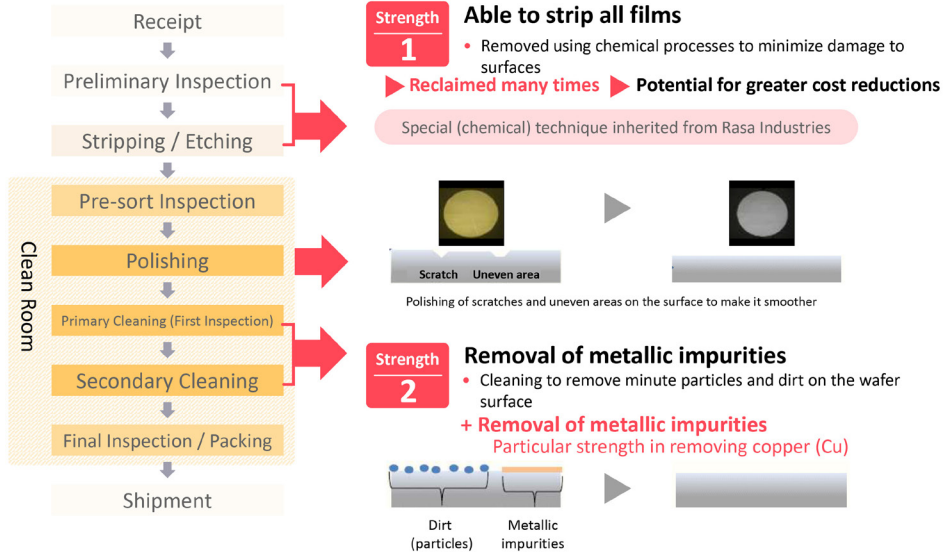 Receipt
Preliminary Inspection
Stripping / Etching
Clean Room
Pre-sort Inspection
Polishing
Primary Cleaning (First Inspection)
Secondary Cleaning
Final Inspection / Packing
Shipment
Strength
1
Able to strip all films
• Removed using chemical processes to minimize damage to
surfaces
Reclaimed many times
Potential for greater cost reductions
Special (chemical) technique inherited from Rasa Industries
Scratch
Uneven area
Polishing of scratches and uneven areas on the surface to make it smoother
Strength
2
Removal of metallic impurities
• Cleaning to remove minute particles and dirt on the wafer
surface
+ Removal of metallic impurities
Particular strength in removing copper (Cu)
Dirt
(particles)
Metallic
impurities